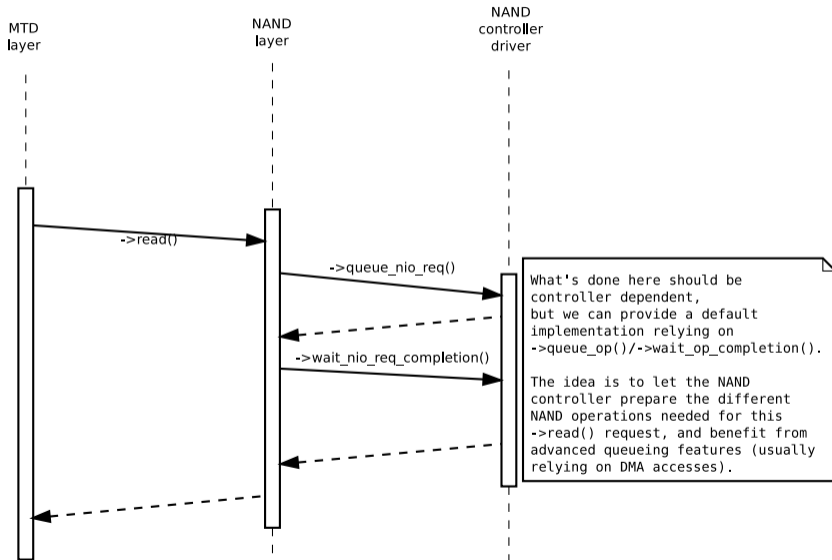 MTD
layer
NAND
layer
NAND
controller
driver
->read()
->queue_nio_req()
->wait_nio_req_completion()
What's done here should be
controller dependent,
but we can provide a default
implementation relying on
->queue_op()/->wait_op_completion().
The idea is to let the NAND
controller prepare the different
NAND operations needed for this
->read() request, and benefit from
advanced queueing features (usually
relying on DMA accesses).